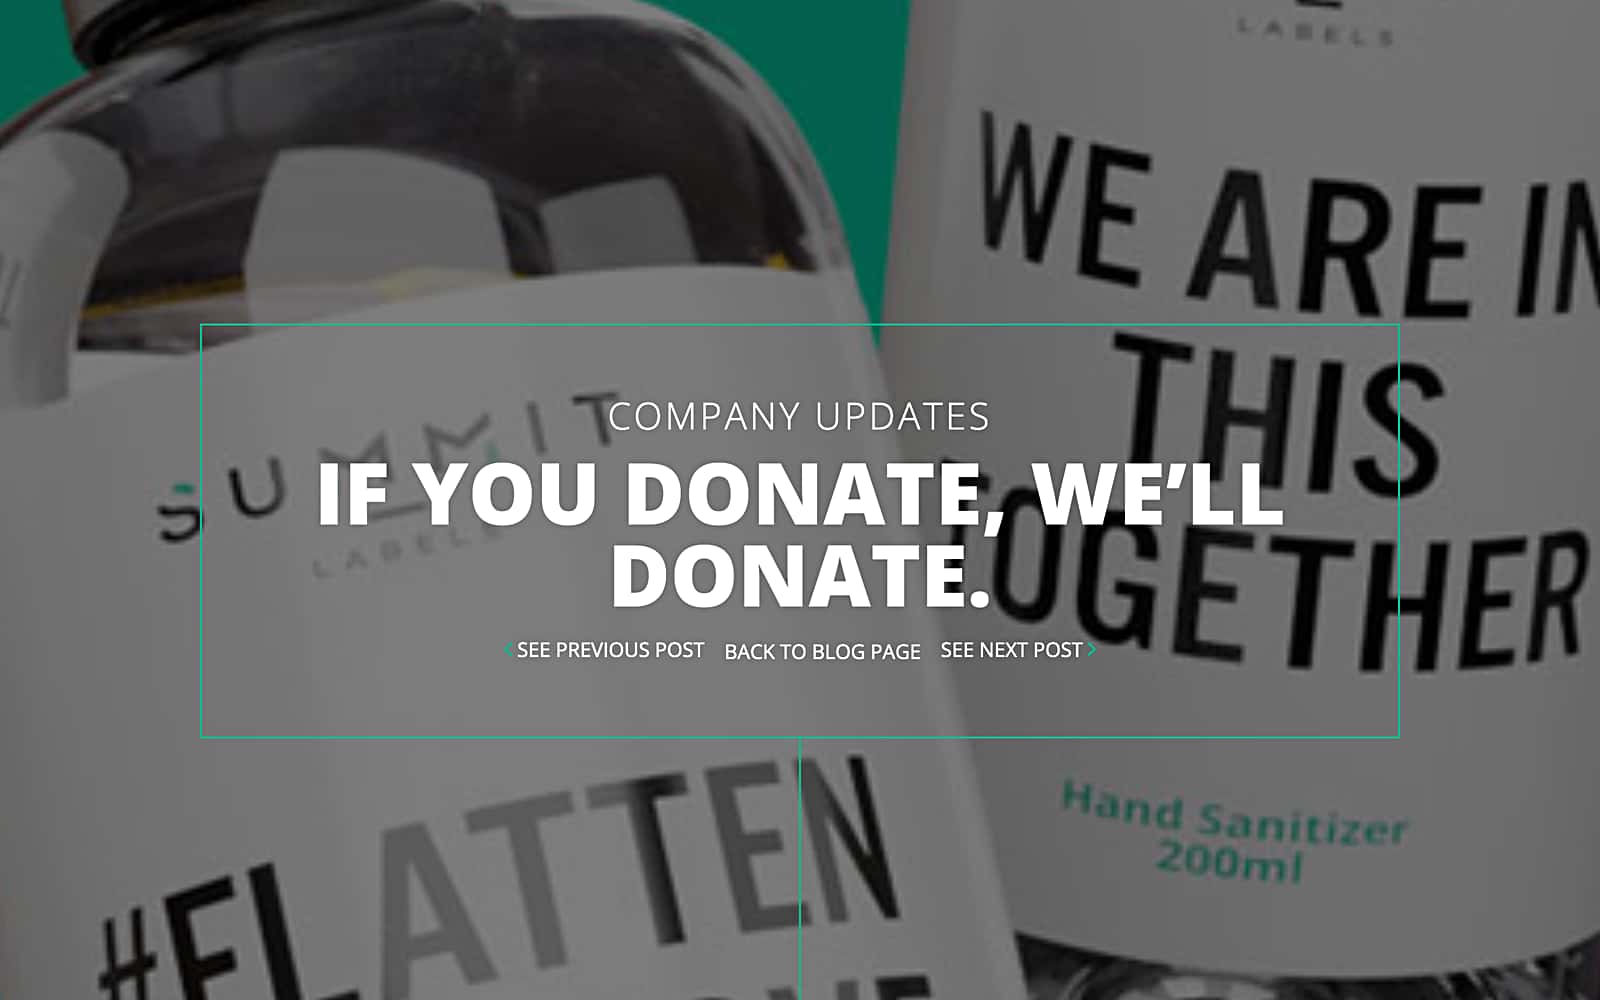 LABELS
WE ARE IN
THIS
TOGETHER
Hand Sanitizer
200ml
SUMMIT
LABELS
COMPANY UPDATES
IF YOU DONATE, WE’LL
DONATE.
SEE PREVIOUS POST BACK TO BLOG PAGE SEE NEXT POST
#FLATTEN